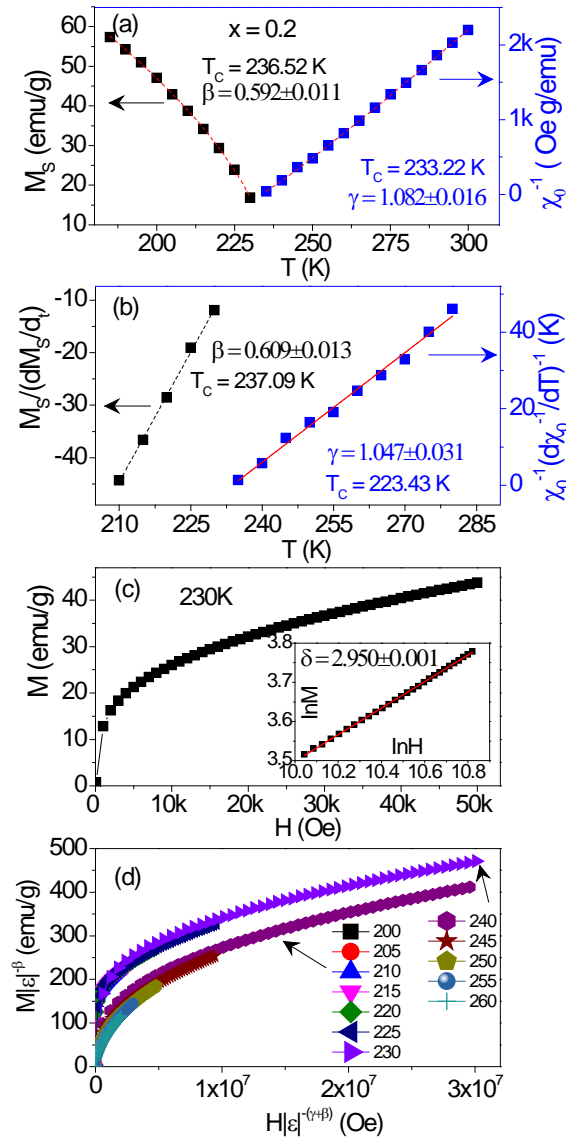 (a)
x = 0.2
T_C = 236.52 K
β = 0.592±0.011
T_C = 233.22 K
γ = 1.082±0.016
M_S (emu/g)
60
50
40
30
20
10
χ_0^-1 ( Oe g/emu)
2k
1k
0
200 225 250 275 300
T (K)
(b)
β = 0.609±0.013
T_C = 237.09 K
γ = 1.047±0.031
T_C = 223.43 K
M_S/(dM_S/d_t)
-10
-20
-30
-40
χ_0^-1(dχ_0^-1/dT)^-1 (K)
40
20
0
210 225 240 255 270 285
T (K)
(c)
230K
M (emu/g)
40
30
20
10
0
δ = 2.950±0.001
lnM
3.8
3.7
3.6
3.5
lnH
10.0 10.2 10.4 10.6 10.8
0 10k 20k 30k 40k 50k
H (Oe)
(d)
M|ε|^-β (emu/g)
500
400
300
200
100
0
200
205
210
215
220
225
230
240
245
250
255
260
0 1x10^7 2x10^7 3x10^7
H|ε|^-(γ+β) (Oe)